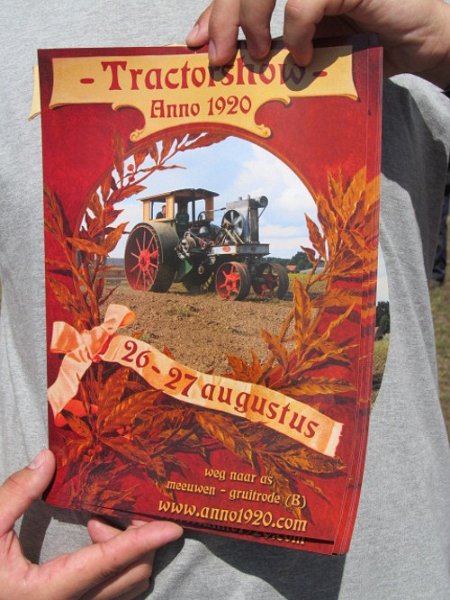 - Tractorshow -
Anno 1920
26 - 27 augustus
weg naar as
meeuwen - gruitrode (B)
www.anno1920.com